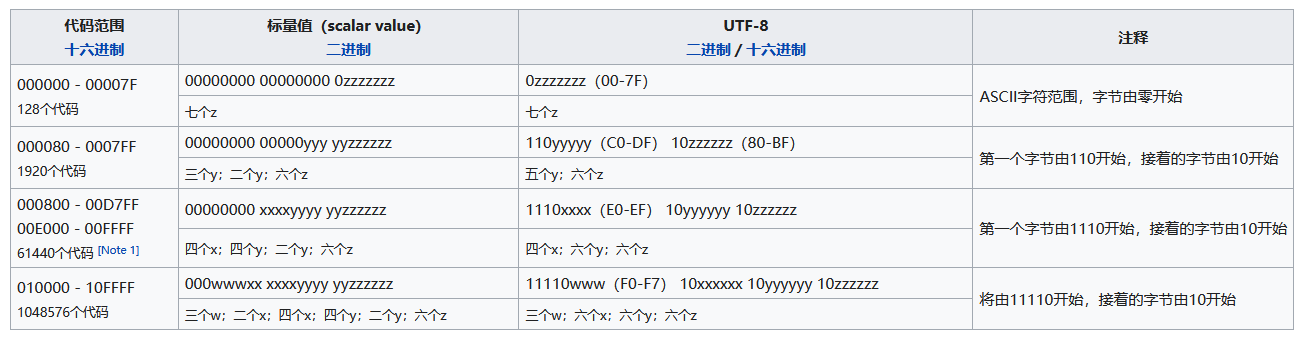 代码范围
十六进制
标量值（scalar value)
二进制
UTF-8
二进制 / 十六进制
注释
000000 - 00007F
128个代码
00000000 00000000 0zzzzzzz
0zzzzzzz（00-7F）
ASCII字符范围，字节由零开始
七个z
七个z
000080 - 0007FF
1920个代码
00000000 00000yyy yyzzzzzz
110yyyyy（C0-DF） 10zzzzzz（80-BF）
第一个字节由110开始，接着的字节由10开始
三个y；二个y；六个z
五个y；六个z
000800 - 00D7FF
00E000 - 00FFFF
61440个代码 [Note 1]
00000000 xxxxyyyy yyzzzzzz
1110xxxx（E0-EF） 10yyyyyy 10zzzzzz
第一个字节由1110开始，接着的字节由10开始
四个x；四个y；二个y；六个z
四个x；六个y；六个z
010000 - 10FFFF
1048576个代码
000wwwxx xxxxyyyy yyzzzzzz
11110www（F0-F7） 10xxxxxx 10yyyyyy 10zzzzzz
将由11110开始，接着的字节由10开始
三个w；二个x；四个x；四个y；二个y；六个z
三个w；六个x；六个y；六个z